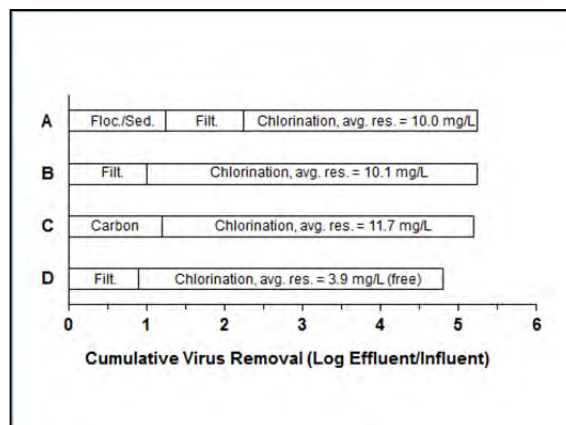 A Floc./Sed. Filt. Chlorination, avg. res. = 10.0 mg/L
B Filt. Chlorination, avg. res. = 10.1 mg/L
C Carbon Chlorination, avg. res. = 11.7 mg/L
D Filt. Chlorination, avg. res. = 3.9 mg/L (free)
0 1 2 3 4 5 6
Cumulative Virus Removal (Log Effluent/Influent)